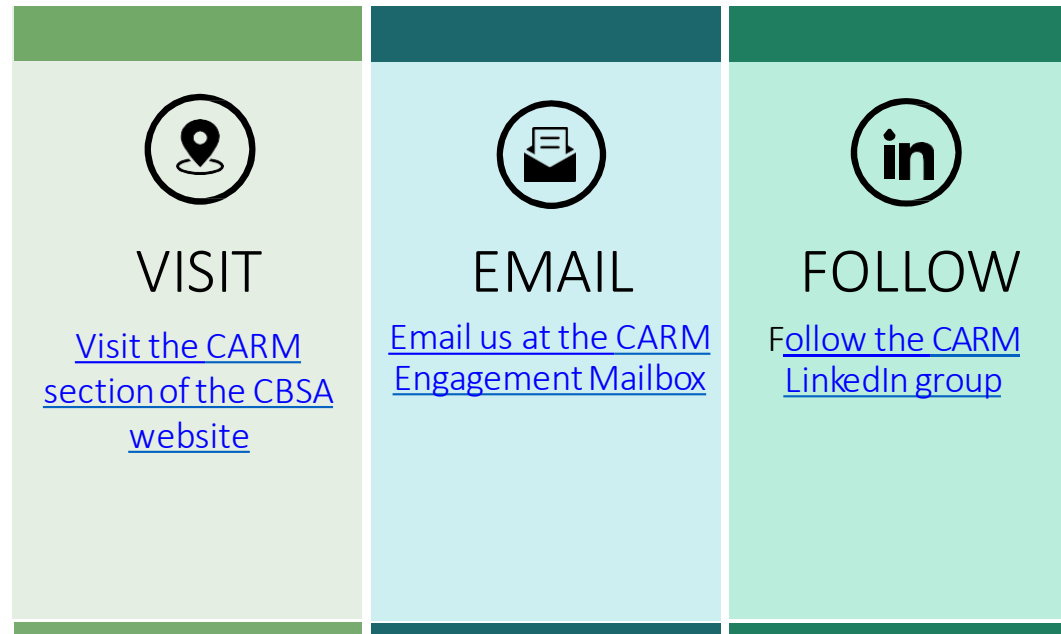 VISIT
Visit the CARM
section of the CBSA
website
EMAIL
Email us at the CARM
Engagement Mailbox
in
FOLLOW
Follow the CARM
LinkedIn group